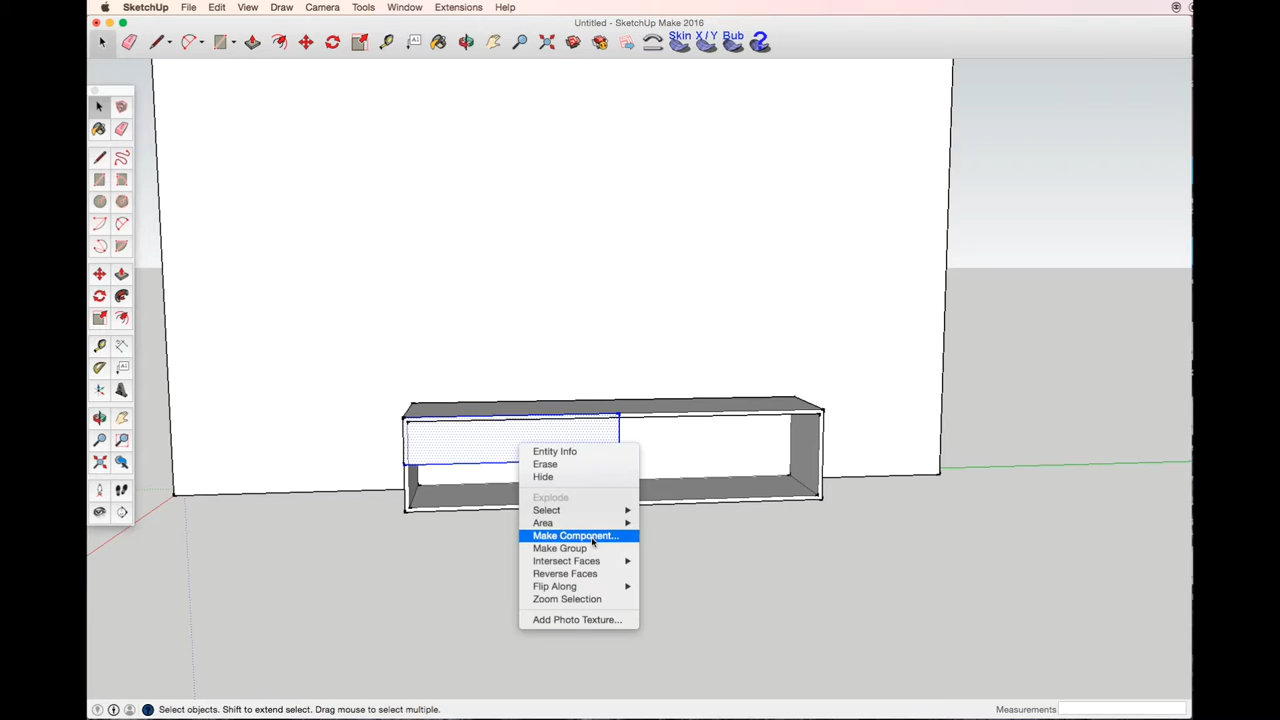 SketchUp File Edit View Draw Camera Tools Window Extensions Help
Untitled - SketchUp Make 2016
Skin X/Y Bub
Entity Info
Erase
Hide
Explode
Select
Area
Make Component...
Make Group
Intersect Faces
Reverse Faces
Flip Along
Zoom Selection
Add Photo Texture...
Select objects. Shift to extend select. Drag mouse to select multiple. Measurements